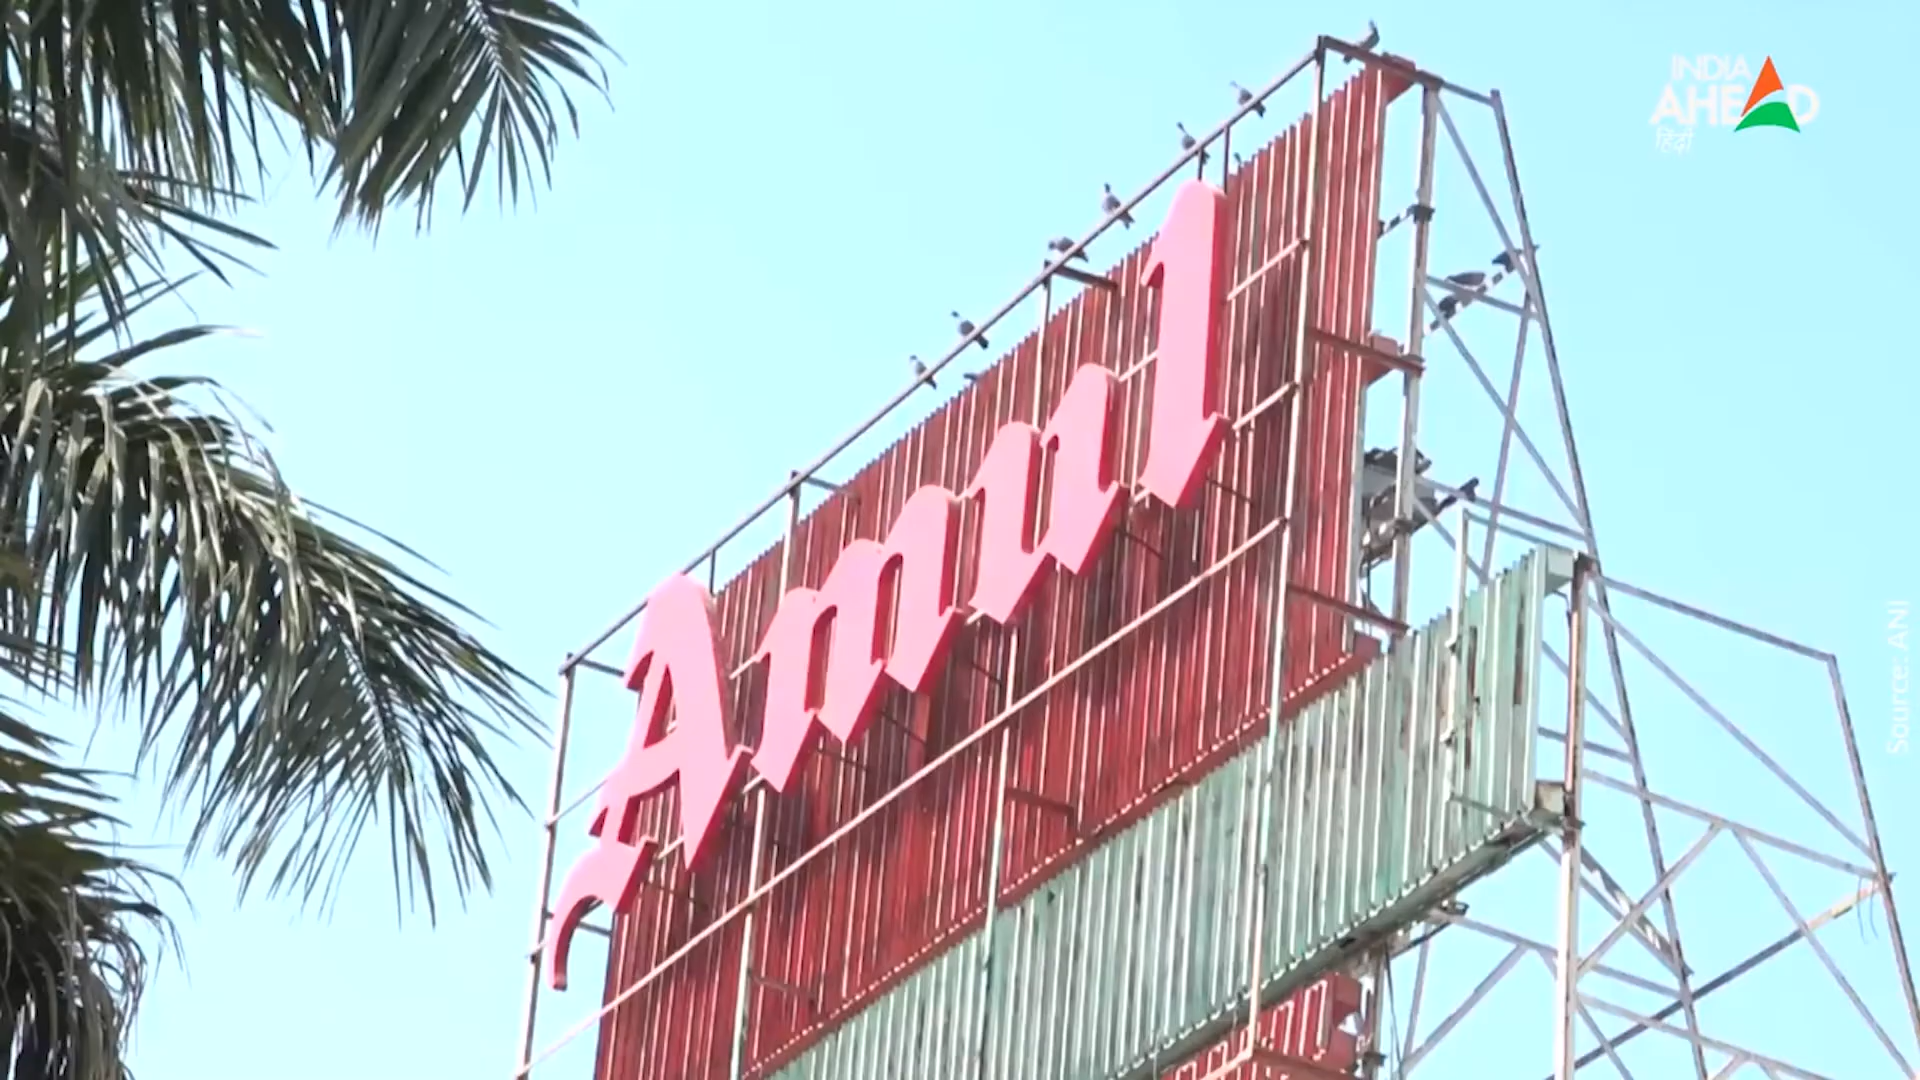 INDIA
AHEAD
हिंदी
Amul
Source: ANI